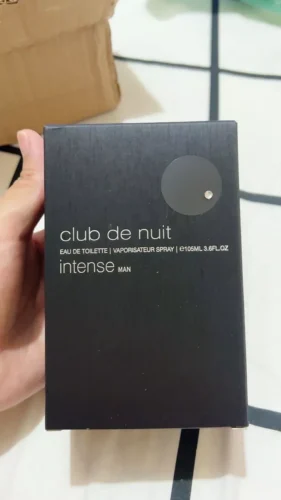 club de nuit
EAU DE TOILETTE | VAPORISATEUR SPRAY | ℮105ML 3.6FL.OZ
intense MAN